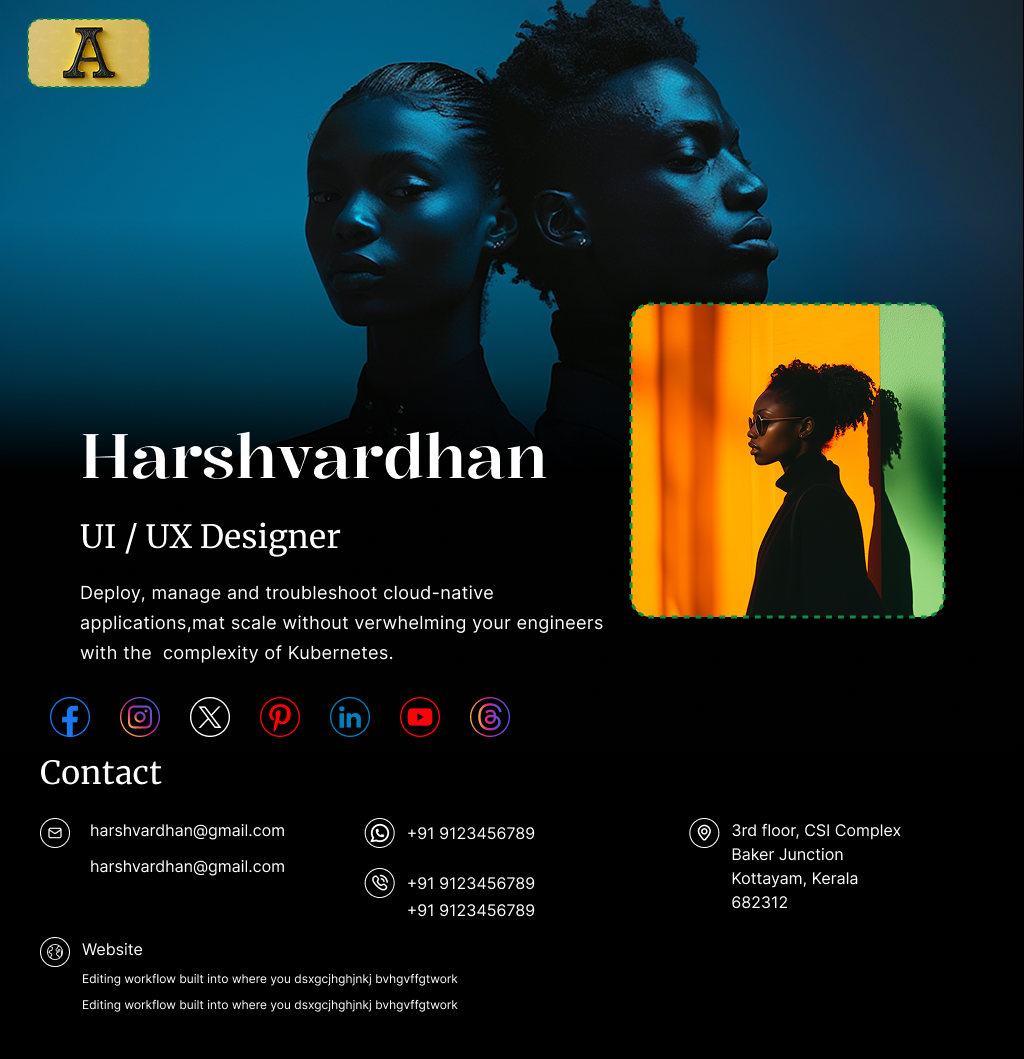 A
Harshvardhan
UI / UX Designer
Deploy, manage and troubleshoot cloud-native
applications,mat scale without verwhelming your engineers
with the  complexity of Kubernetes.
Contact
harshvardhan@gmail.com
harshvardhan@gmail.com
+91 9123456789
+91 9123456789
+91 9123456789
3rd floor, CSI Complex
Baker Junction
Kottayam, Kerala
682312
Website
Editing workflow built into where you dsxgcjhghjnkj bvhgvffgtwork
Editing workflow built into where you dsxgcjhghjnkj bvhgvffgtwork